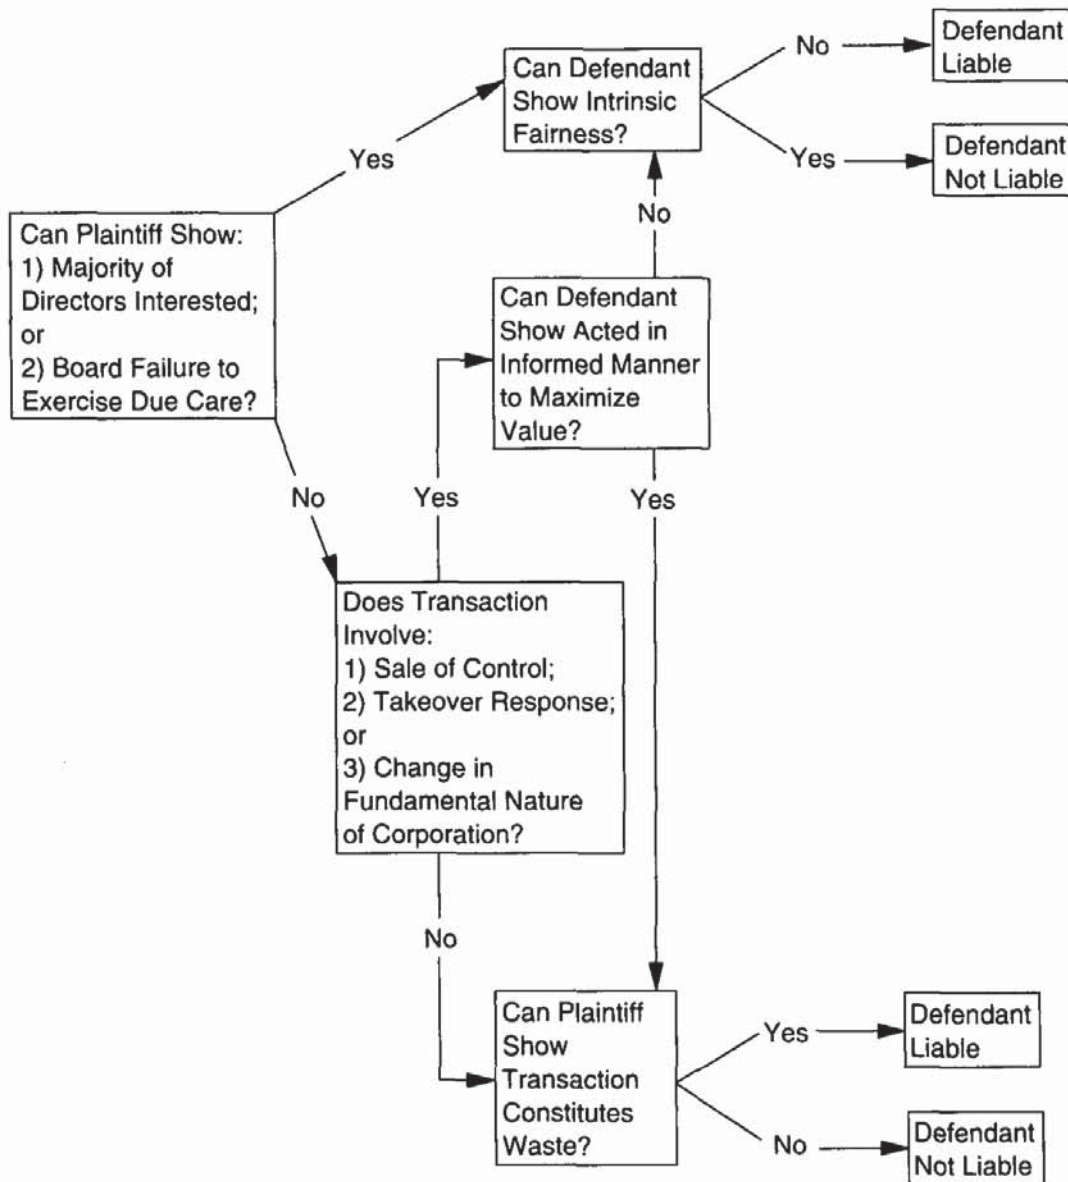 No
Defendant
Liable
Can Defendant
Show Intrinsic
Fairness?
Yes
Yes
Defendant
Not Liable
No
Can Plaintiff Show:
1) Majority of
Directors Interested;
or
2) Board Failure to
Exercise Due Care?
Can Defendant
Show Acted in
Informed Manner
to Maximize
Value?
No
Yes
Yes
Does Transaction
Involve:
1) Sale of Control;
2) Takeover Response;
or
3) Change in
Fundamental Nature
of Corporation?
No
Can Plaintiff
Show
Transaction
Constitutes
Waste?
Yes
Defendant
Liable
No
Defendant
Not Liable